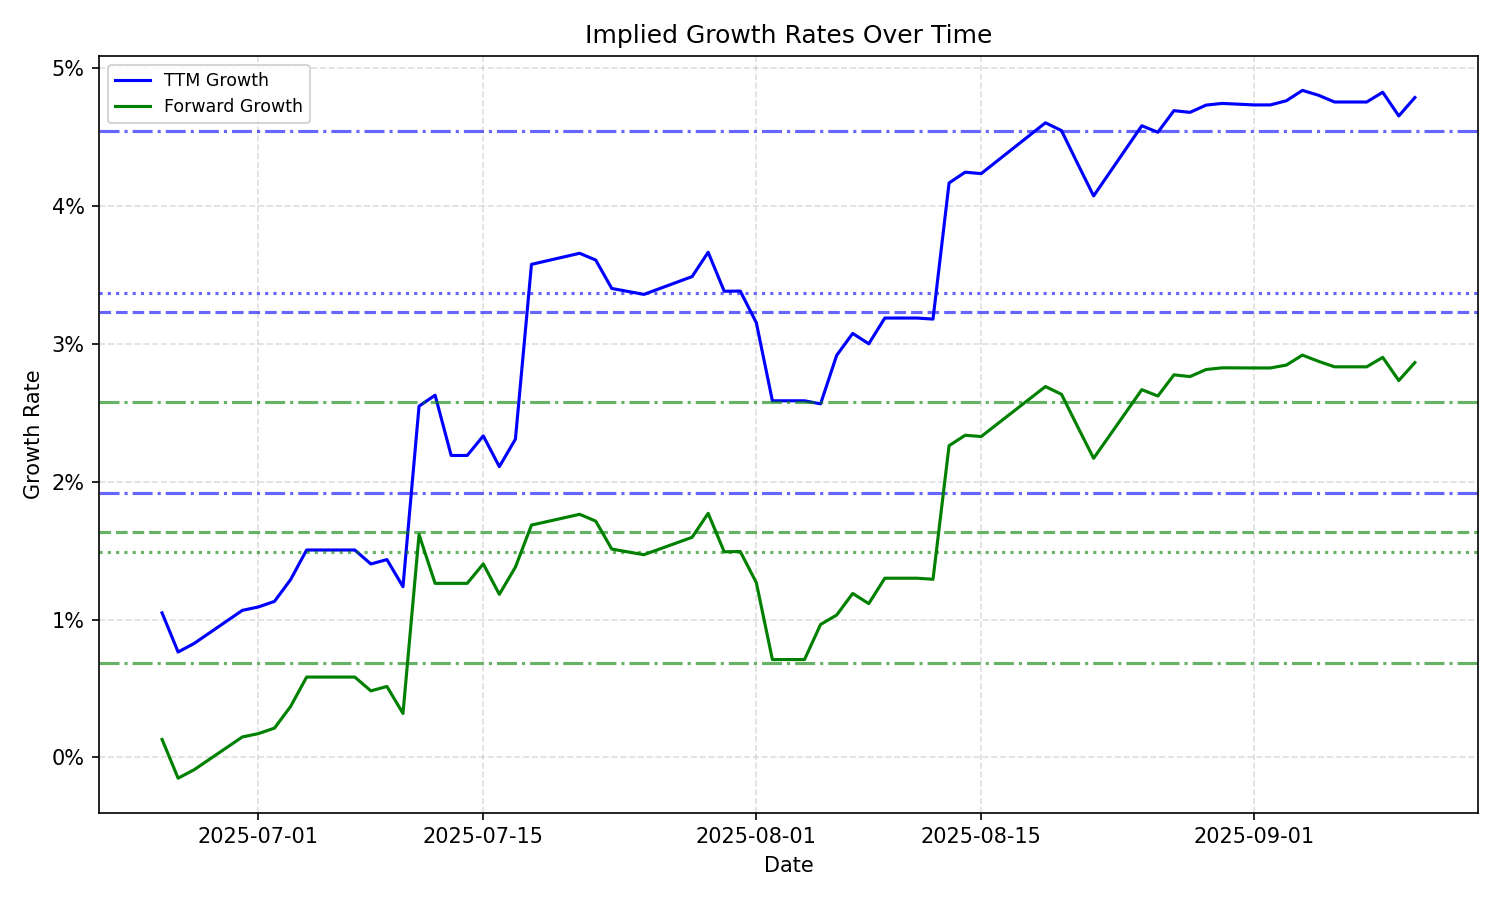 Implied Growth Rates Over Time
TTM Growth
Forward Growth
5%
4%
3%
2%
1%
0%
Growth Rate
2025-07-01
2025-07-15
2025-08-01
2025-08-15
2025-09-01
Date